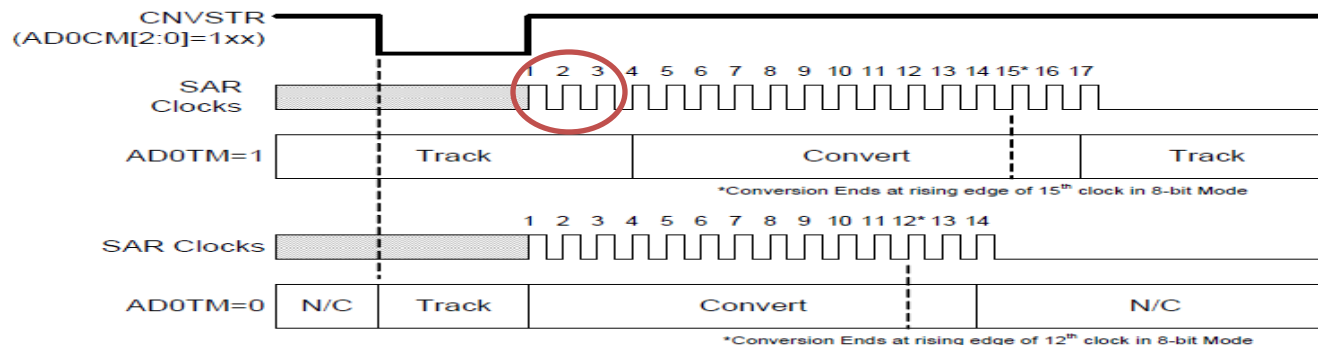 CNVSTR
(AD0CM[2:0]=1xx)
1 2 3 4 5 6 7 8 9 10 11 12 13 14 15* 16 17
SAR
Clocks
AD0TM=1 Track Convert Track
*Conversion Ends at rising edge of 15th clock in 8-bit Mode
1 2 3 4 5 6 7 8 9 10 11 12* 13 14
SAR Clocks
AD0TM=0 N/C Track Convert N/C
*Conversion Ends at rising edge of 12th clock in 8-bit Mode